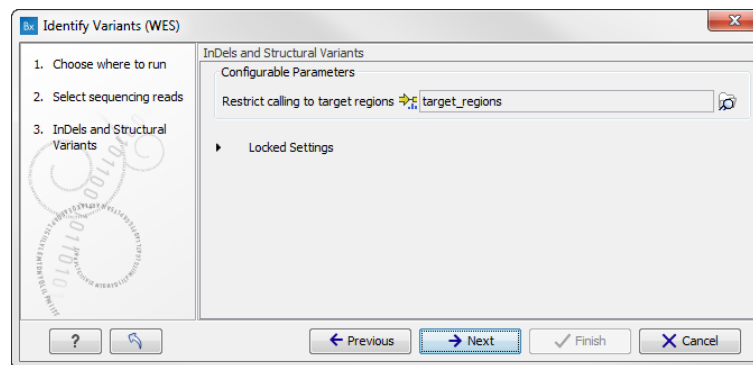 Bx Identify Variants (WES)
x
1. Choose where to run
2. Select sequencing reads
3. InDels and Structural
Variants
InDels and Structural Variants
Configurable Parameters
Restrict calling to target regions target_regions
Locked Settings
? Previous Next Finish Cancel